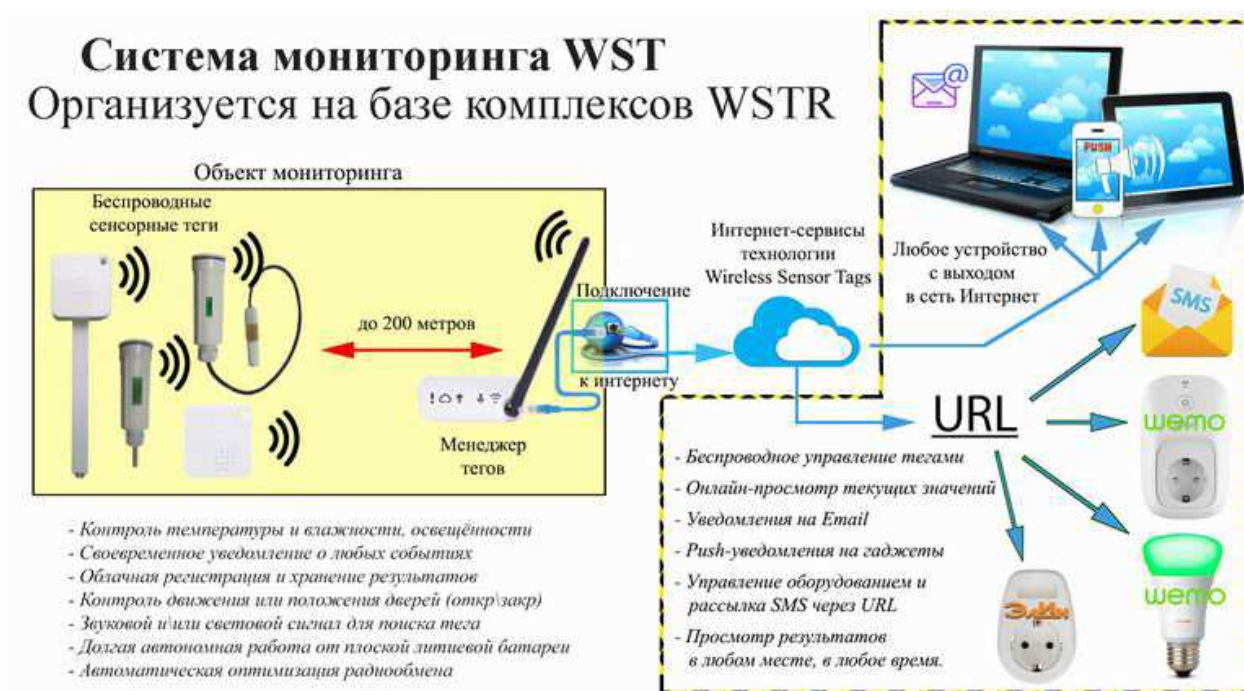 Система мониторинга WST
Организуется на базе комплексов WSTR
Объект мониторинга
Беспроводные
сенсорные теги
до 200 метров
Менеджер
тегов
Подключение
к интернету
Интернет-сервисы
технологии
Wireless Sensor Tags
@
PUSH
Любое устройство
с выходом
в сеть Интернет
SMS
URL
wemo
- Беспроводное управление тегами
- Онлайн-просмотр текущих значений
- Уведомления на Email
- Push-уведомления на гаджеты
- Управление оборудованием и
рассылка SMS через URL
- Просмотр результатов
в любом месте, в любое время.
ЭлИн
wemo
- Контроль температуры и влажности, освещённости
- Своевременное уведомление о любых событиях
- Облачная регистрация и хранение результатов
- Контроль движения или положения дверей (откр\закр)
- Звуковой и\или световой сигнал для поиска тега
- Долгая автономная работа от плоской литиевой батареи
- Автоматическая оптимизация радиообмена